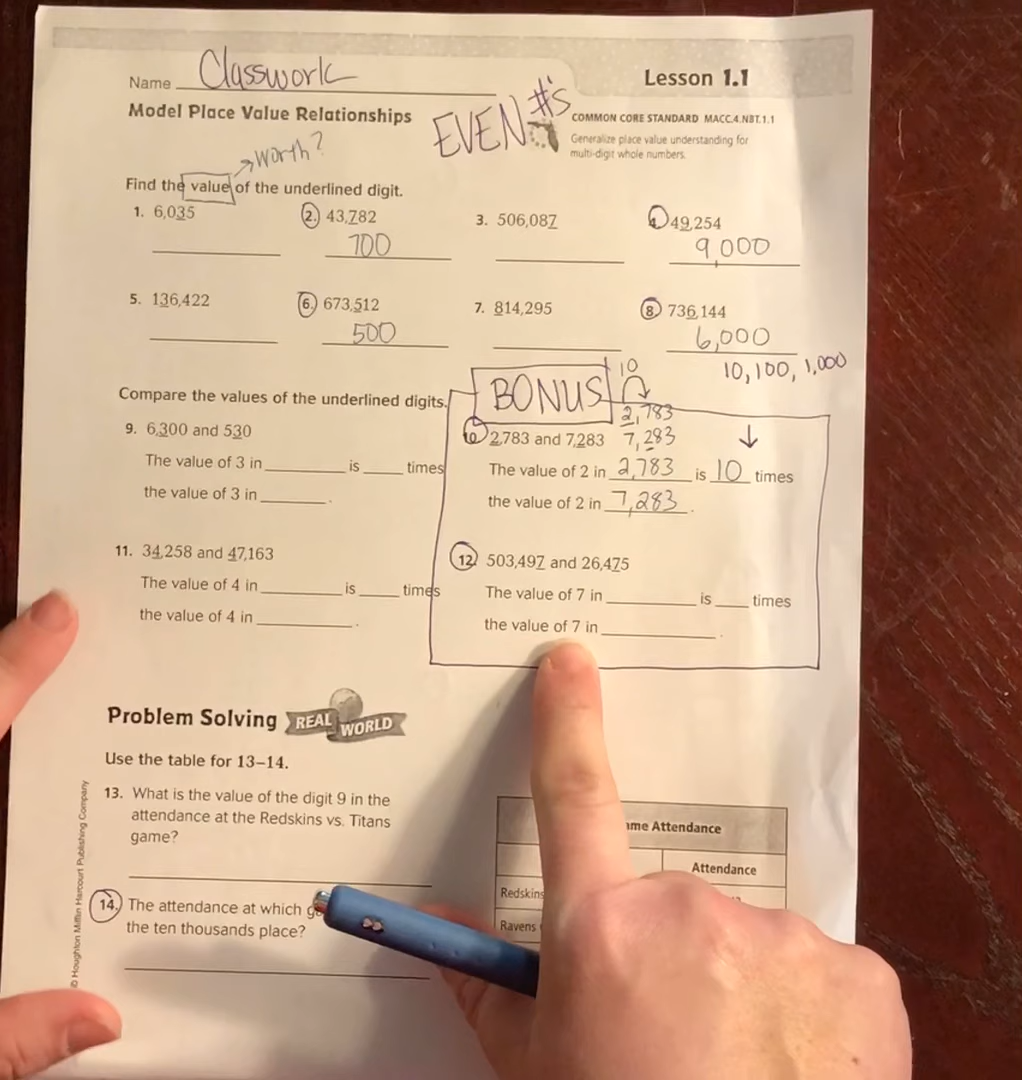 Name Classwork
Lesson 1.1
Model Place Value Relationships
EVEN #'s
COMMON CORE STANDARD MACC.4.NBT.1.1
Generalize place value understanding for
multi-digit whole numbers.
→ Worth?
Find the value of the underlined digit.
1. 6,035 2. 43,782 3. 506,087 49,254
700 9,000
5. 136,422 6. 673,512 7. 814,295 8. 736,144
500 6,000
10, 100, 1,000
BONUS 10
Compare the values of the underlined digits.
2,783
9. 6,300 and 530
10 2,783 and 7,283 7,283 ↓
The value of 3 in ____ is ____ times
the value of 3 in ____.
The value of 2 in 2,783 is 10 times
the value of 2 in 7,283.
11. 34,258 and 47,163
The value of 4 in ____ is ____ times
the value of 4 in ____.
12. 503,497 and 26,475
The value of 7 in ____ is ____ times
the value of 7 in ____.
Problem Solving REAL WORLD
Use the table for 13–14.
13. What is the value of the digit 9 in the
attendance at the Redskins vs. Titans
game?
14. The attendance at which
the ten thousands place?
Attendance
Attendance
Redskins
Ravens
© Houghton Mifflin Harcourt Publishing Company